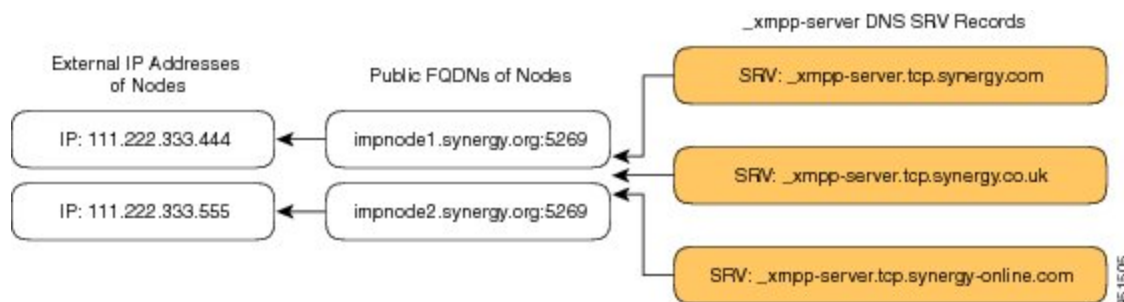 _xmpp-server DNS SRV Records
External IP Addresses
of Nodes
Public FQDNs of Nodes
SRV: _xmpp-server.tcp.synergy.com
IP: 111.222.333.444
impnode1.synergy.org:5269
SRV: _xmpp-server.tcp.synergy.co.uk
IP: 111.222.333.555
impnode2.synergy.org:5269
SRV: _xmpp-server.tcp.synergy-online.com